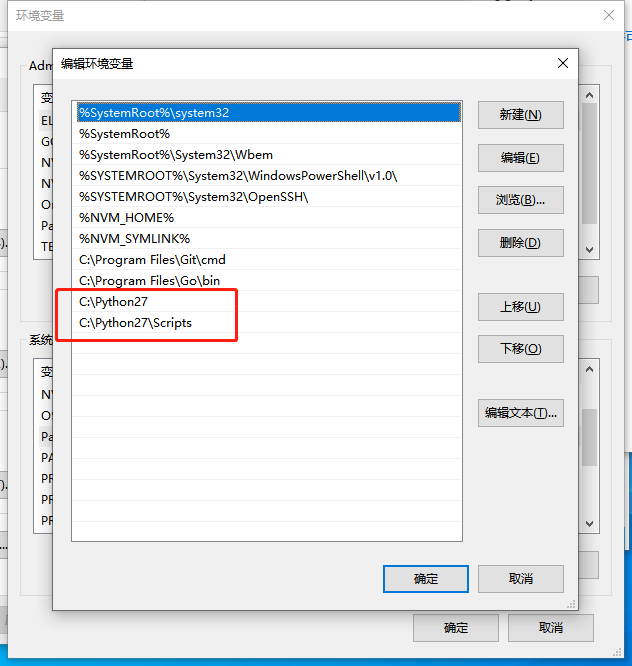 环境变量
Adm
编辑环境变量
变
EL
GO
NV
NV
Or
Pa
TE
%SystemRoot%\system32
%SystemRoot%
%SystemRoot%\System32\Wbem
%SYSTEMROOT%\System32\WindowsPowerShell\v1.0\
%SYSTEMROOT%\System32\OpenSSH\
%NVM_HOME%
%NVM_SYMLINK%
C:\Program Files\Git\cmd
C:\Program Files\Go\bin
C:\Python27
C:\Python27\Scripts
新建(N)
编辑(E)
浏览(B)...
删除(D)
上移(U)
下移(O)
编辑文本(T)...
系统
变
NV
OS
Pa
PA
PR
PR
PR
确定
取消
确定
取消